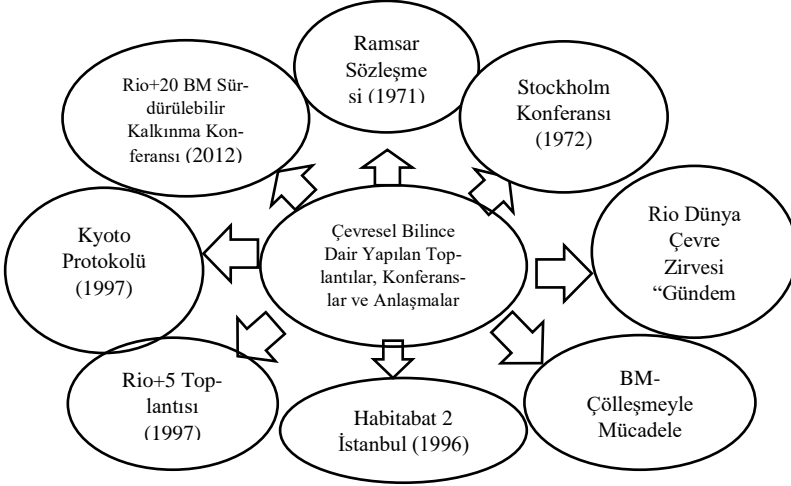 Ramsar
Sözleşme
si (1971)
Stockholm
Konferansı
(1972)
Rio Dünya
Çevre
Zirvesi
“Gündem
BM-
Çölleşmeyle
Mücadele
Habitabat 2
İstanbul (1996)
Rio+5 Top-
lantısı
(1997)
Kyoto
Protokolü
(1997)
Rio+20 BM Sür-
dürülebilir
Kalkınma Kon-
feransı (2012)
Çevresel Bilince
Dair Yapılan Top-
lantılar, Konferans-
lar ve Anlaşmalar